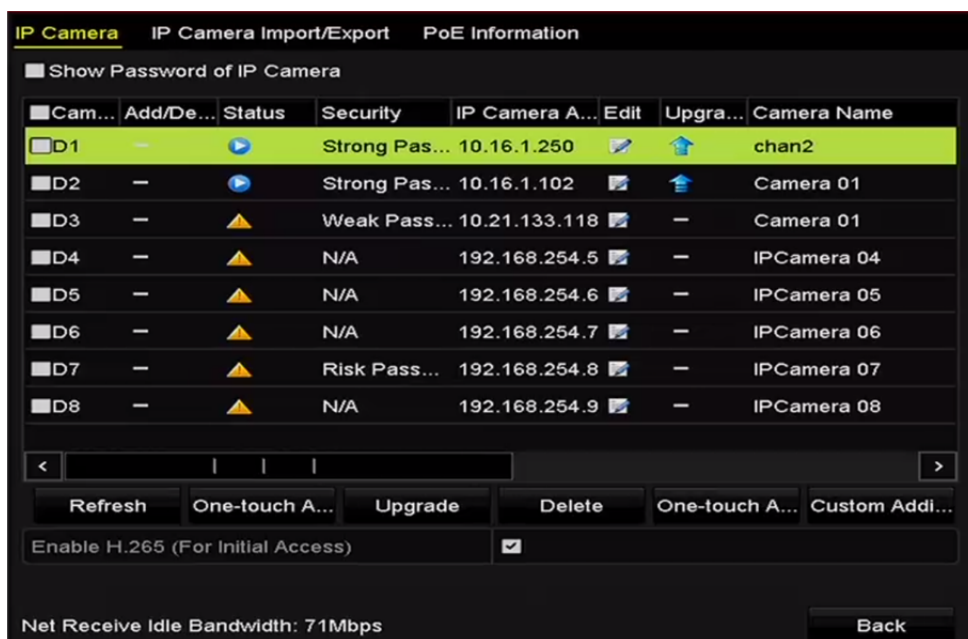 IP Camera IP Camera Import/Export PoE Information
Show Password of IP Camera
Cam... Add/De... Status Security IP Camera A... Edit Upgra... Camera Name
D1 – Strong Pas... 10.16.1.250 chan2
D2 – Strong Pas... 10.16.1.102 Camera 01
D3 – Weak Pass... 10.21.133.118 – Camera 01
D4 – N/A 192.168.254.5 – IPCamera 04
D5 – N/A 192.168.254.6 – IPCamera 05
D6 – N/A 192.168.254.7 – IPCamera 06
D7 – Risk Pass... 192.168.254.8 – IPCamera 07
D8 – N/A 192.168.254.9 – IPCamera 08
< >
Refresh One-touch A... Upgrade Delete One-touch A... Custom Addi...
Enable H.265 (For Initial Access)
Net Receive Idle Bandwidth: 71Mbps Back